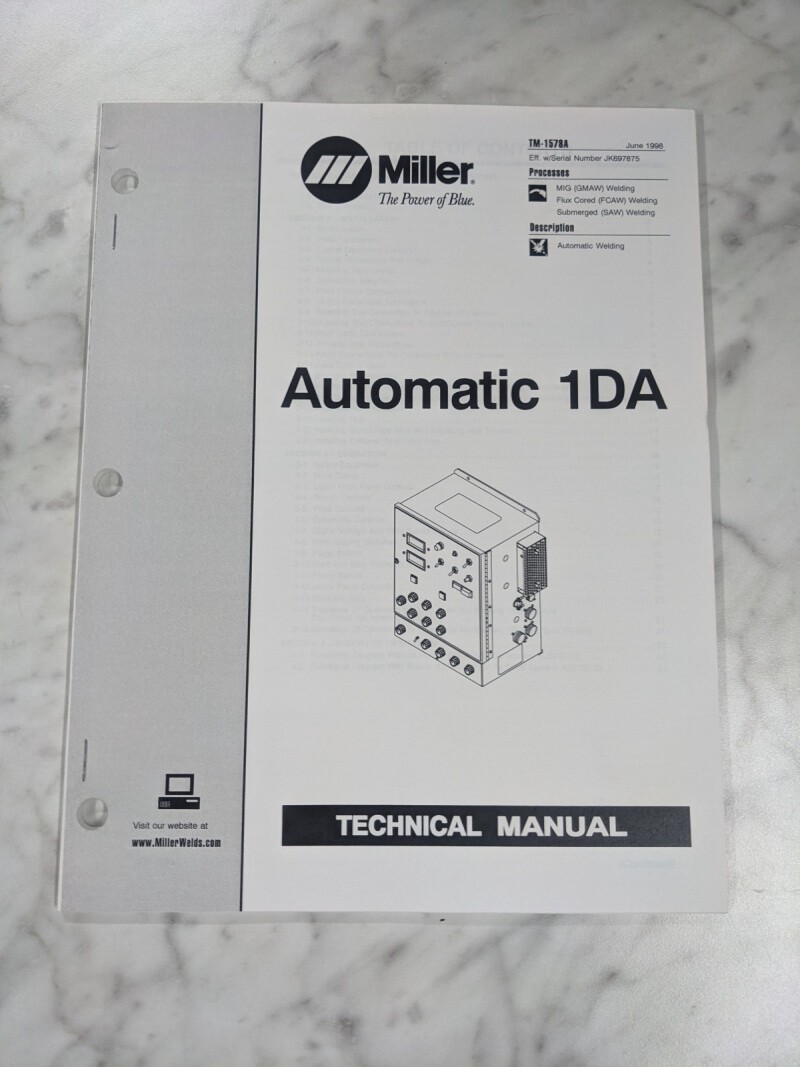 Miller®
The Power of Blue.
TM-1578A June 1998
Eff. w/Serial Number JK697875
Processes
MIG (GMAW) Welding
Flux Cored (FCAW) Welding
Submerged (SAW) Welding
Description
Automatic Welding
Automatic 1DA
Visit our website at
www.MillerWelds.com
TECHNICAL MANUAL